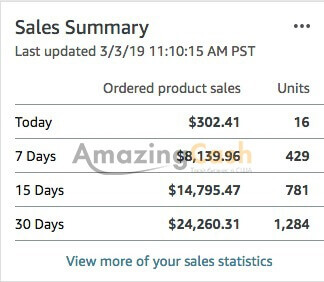 Sales Summary
Last updated 3/3/19 11:10:15 AM PST
Ordered product sales Units
Today $302.41 16
AmazingCash
7 Days $8,139.96 429
15 Days $14,795.47 781
30 Days $24,260.31 1,284
View more of your sales statistics